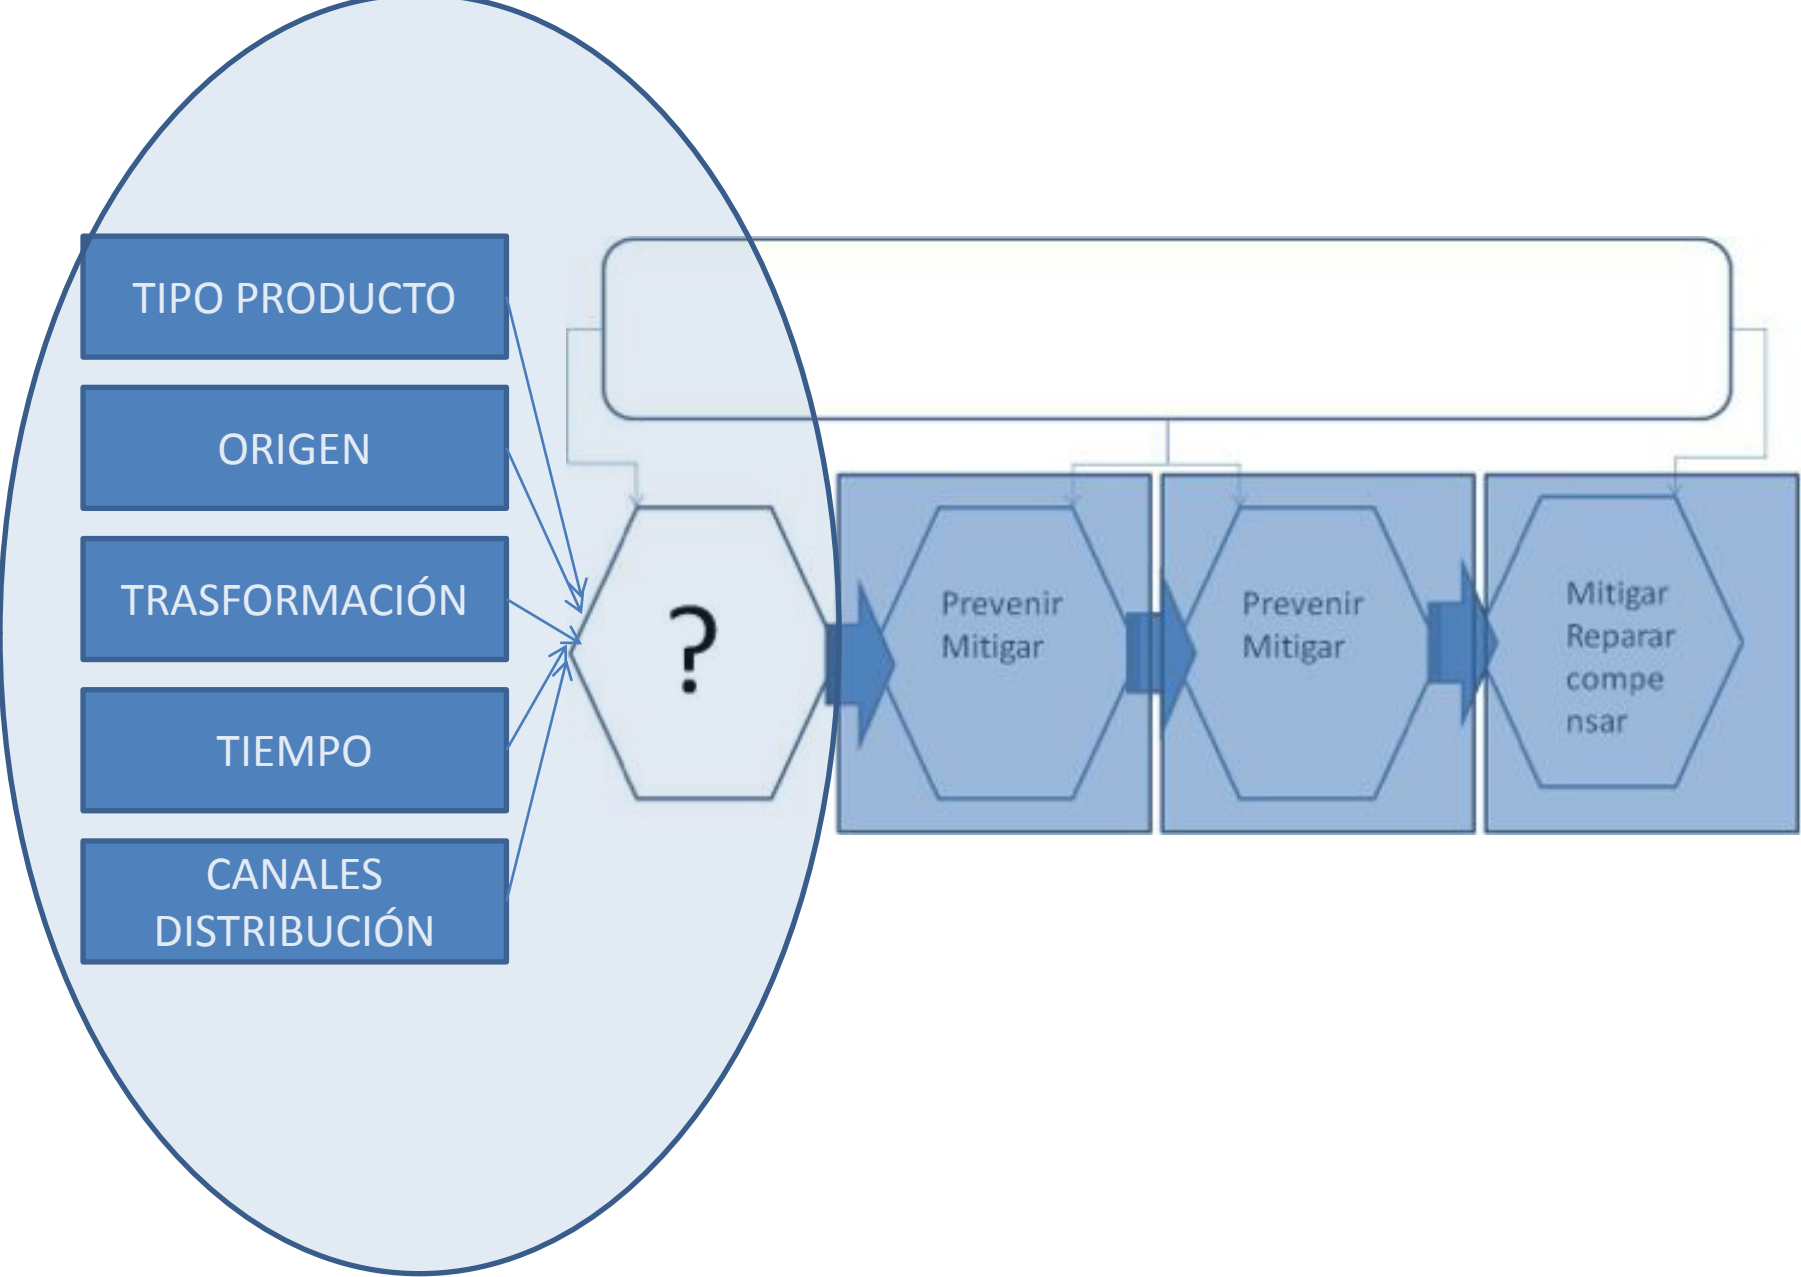 TIPO PRODUCTO
ORIGEN
TRASFORMACIÓN
TIEMPO
CANALES
DISTRIBUCIÓN
?
Prevenir
Mitigar
Prevenir
Mitigar
Mitigar
Reparar
compe
nsar